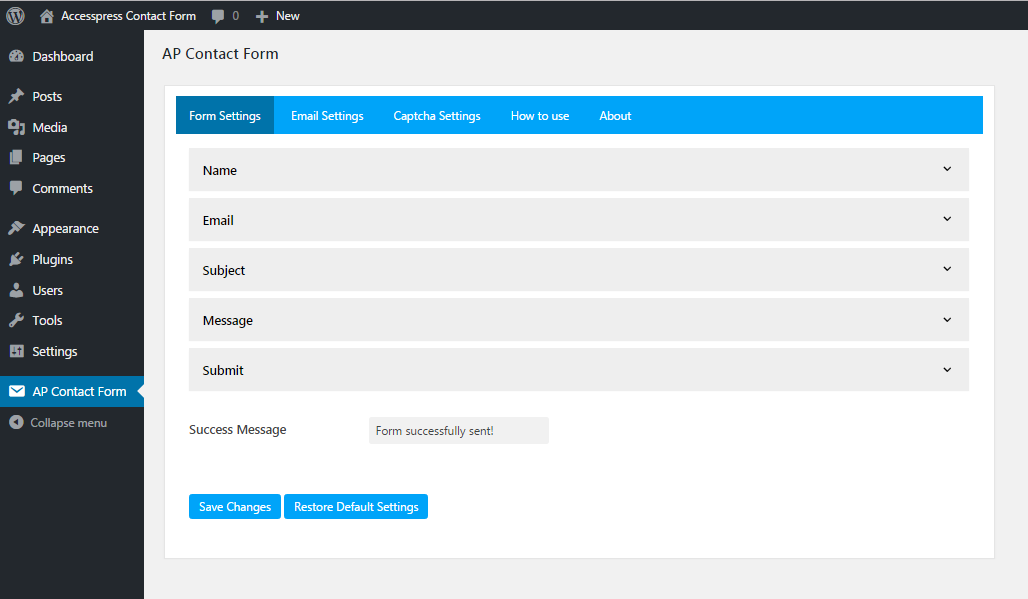 Accesspress Contact Form 0 New
Dashboard
Posts
Media
Pages
Comments
Appearance
Plugins
Users
Tools
Settings
AP Contact Form
Collapse menu
AP Contact Form
Form Settings Email Settings Captcha Settings How to use About
Name
Email
Subject
Message
Submit
Success Message Form successfully sent!
Save Changes Restore Default Settings